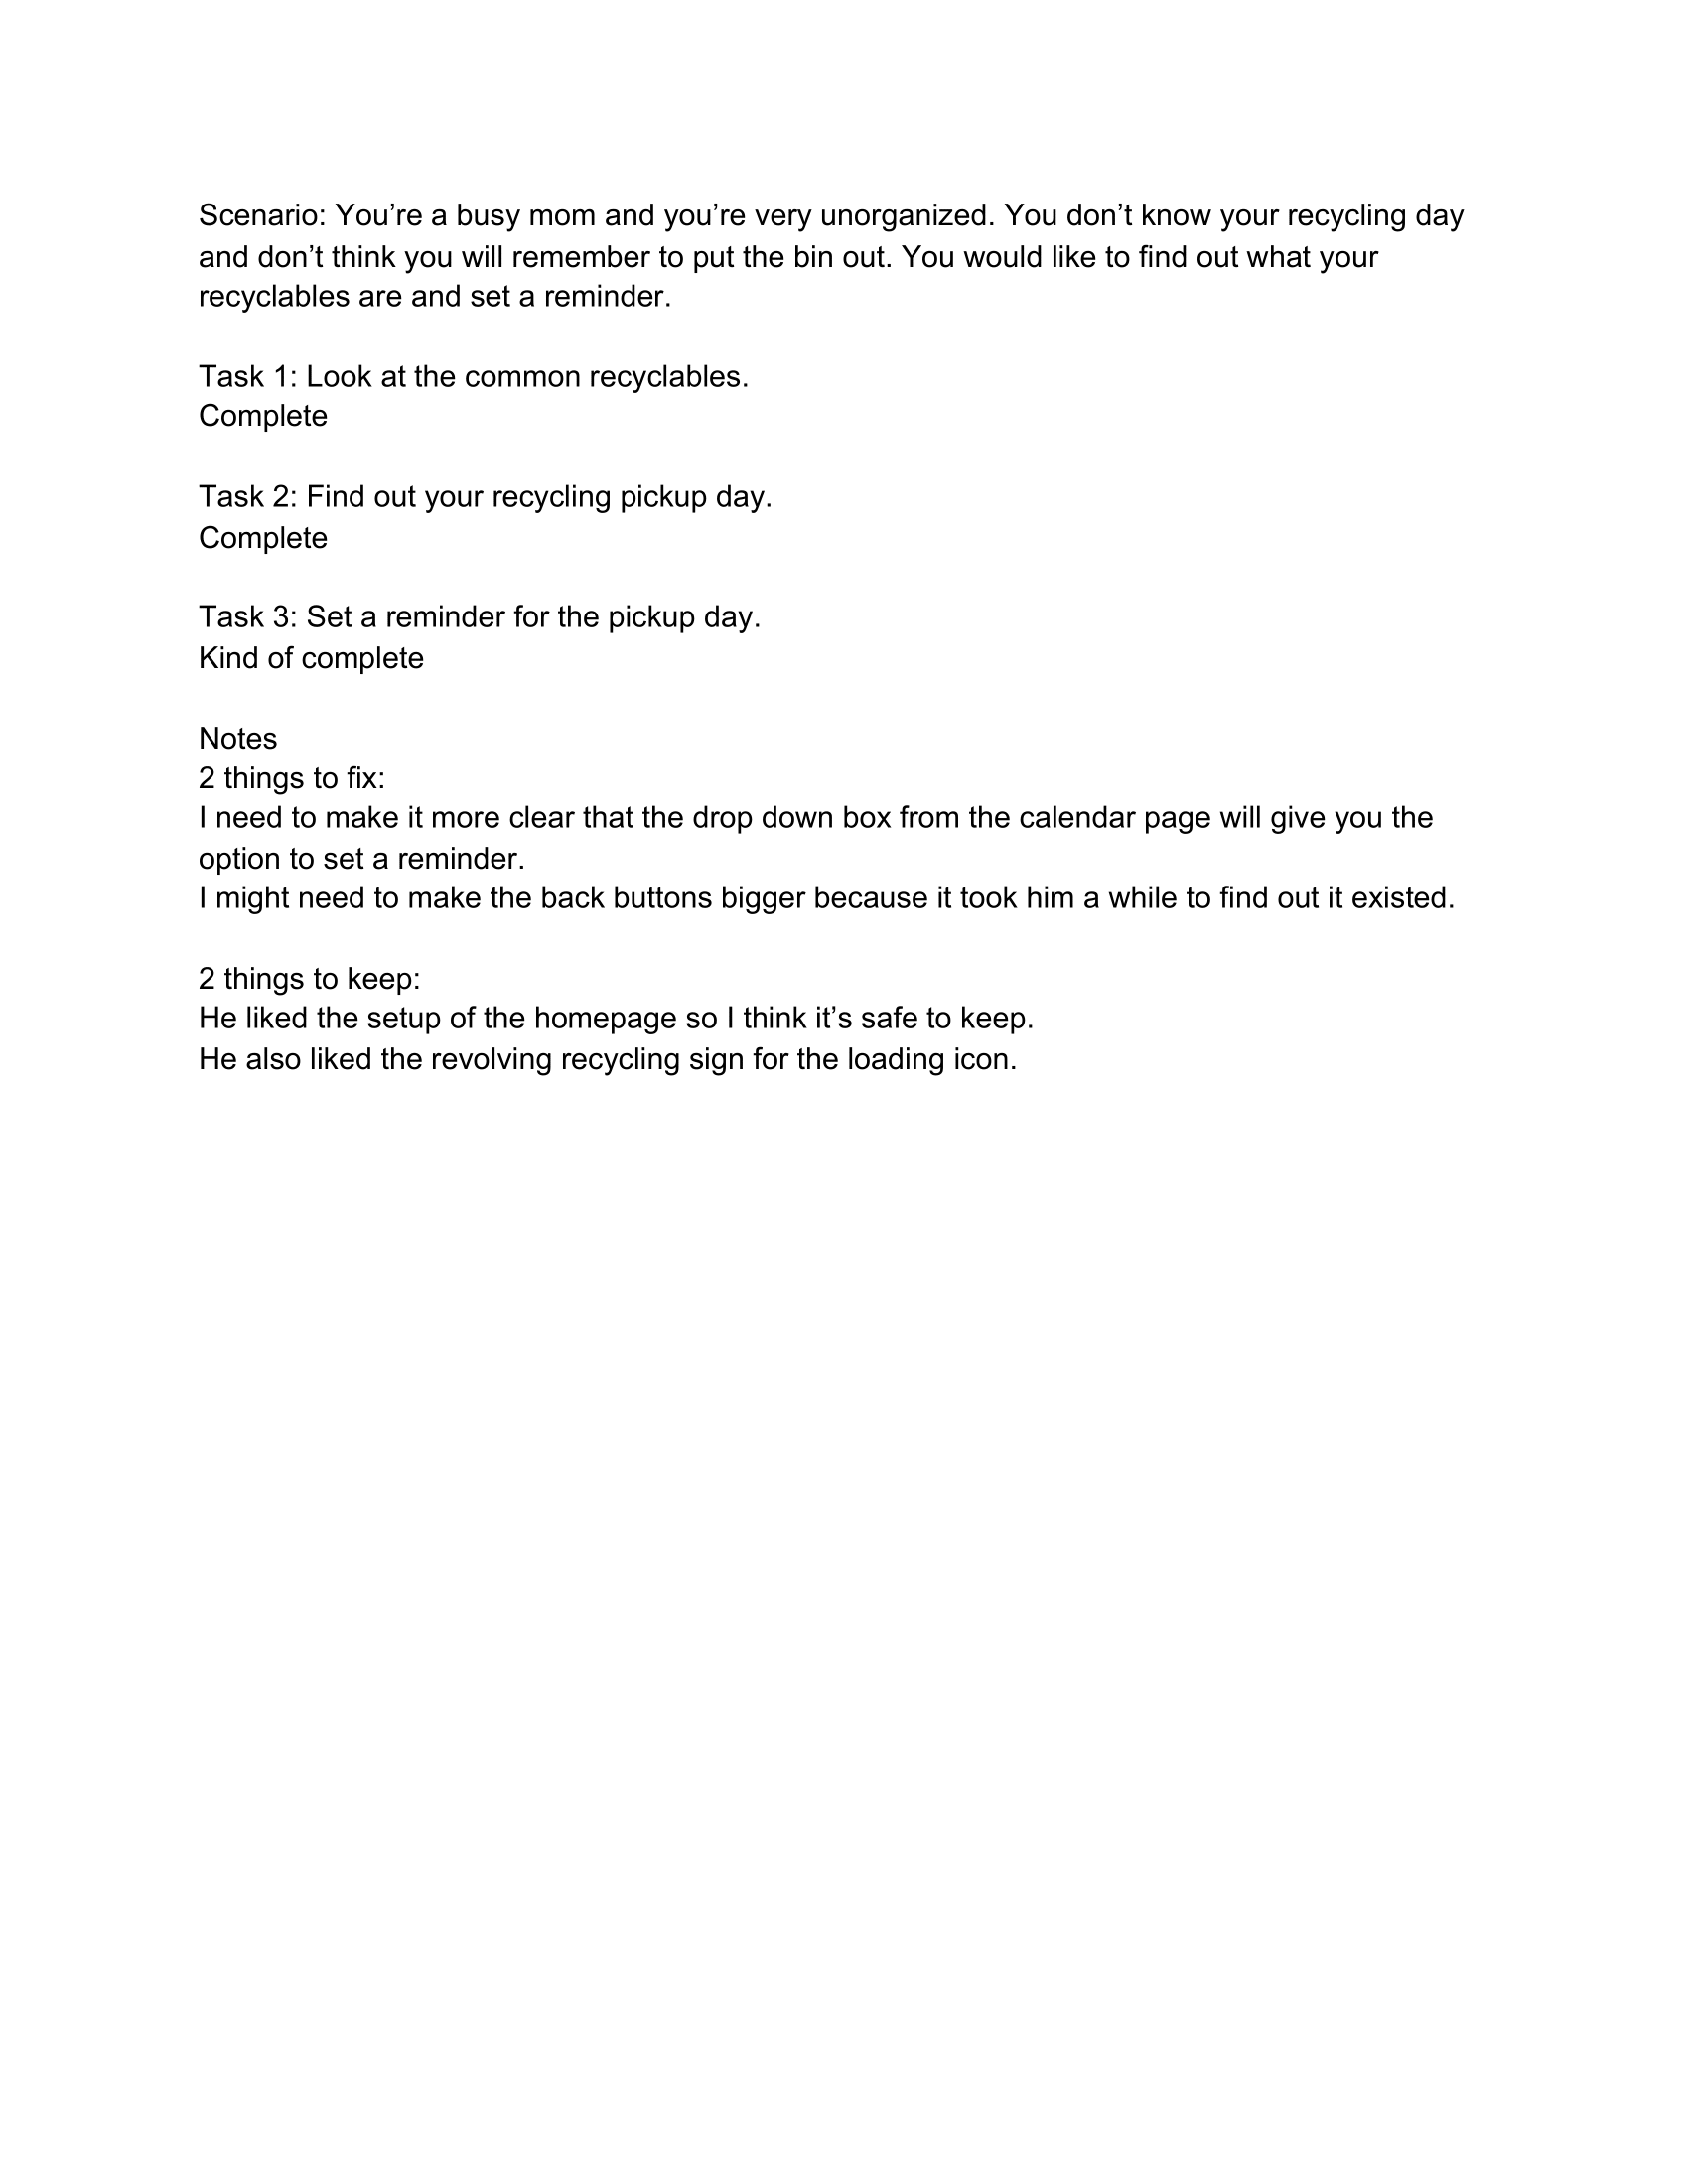 Scenario: You’re a busy mom and you’re very unorganized. You don’t know your recycling day
and don’t think you will remember to put the bin out. You would like to find out what your
recyclables are and set a reminder.
Task 1: Look at the common recyclables.
Complete
Task 2: Find out your recycling pickup day.
Complete
Task 3: Set a reminder for the pickup day.
Kind of complete
Notes
2 things to fix:
I need to make it more clear that the drop down box from the calendar page will give you the
option to set a reminder.
I might need to make the back buttons bigger because it took him a while to find out it existed.
2 things to keep:
He liked the setup of the homepage so I think it’s safe to keep.
He also liked the revolving recycling sign for the loading icon.